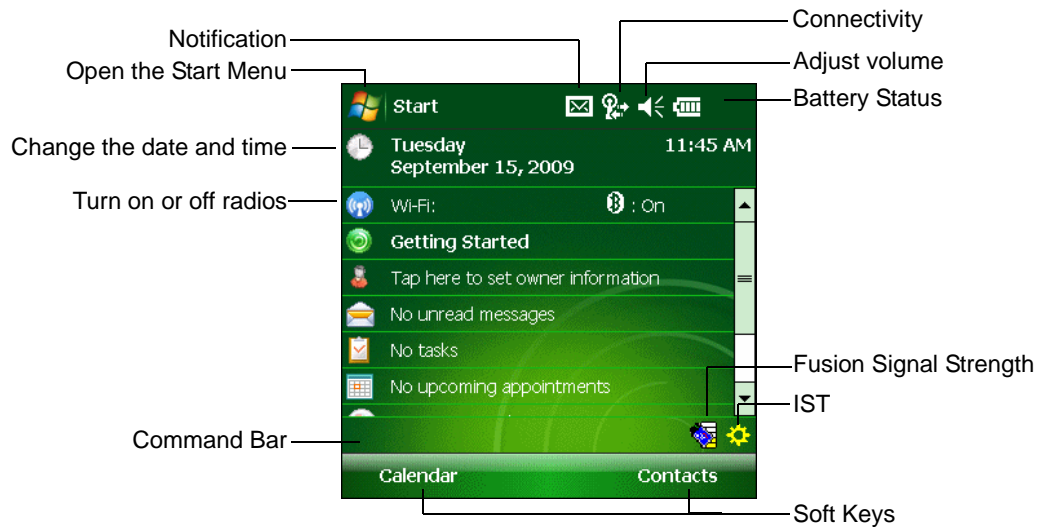 Connectivity
Notification
Adjust volume
Open the Start Menu
Battery Status
Start
Change the date and time
Tuesday 11:45 AM
September 15, 2009
Turn on or off radios
Wi-Fi: : On
Getting Started
Tap here to set owner information
No unread messages
No tasks
No upcoming appointments
Fusion Signal Strength
IST
Command Bar
Calendar Contacts
Soft Keys